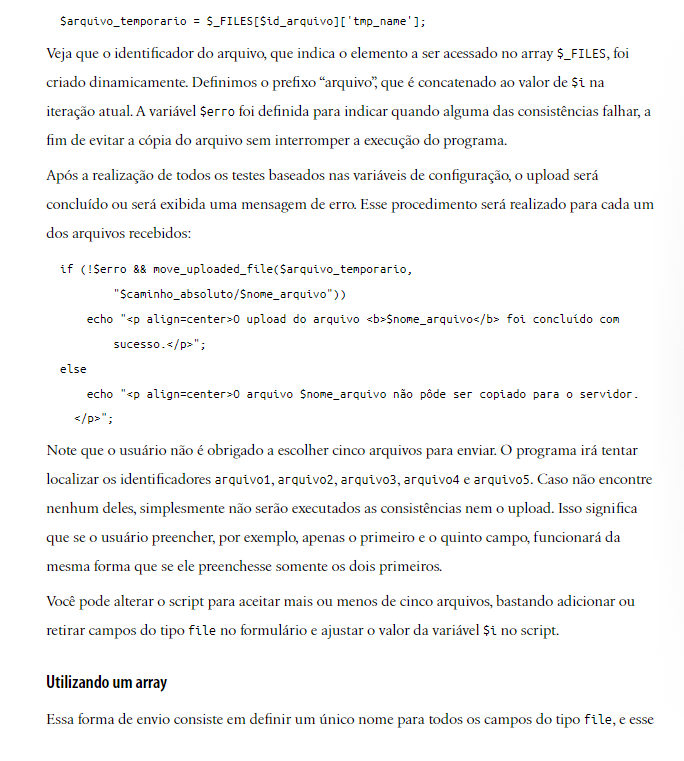 $arquivo_temporario = $_FILES[$id_arquivo]['tmp_name'];
Veja que o identificador do arquivo, que indica o elemento a ser acessado no array $_FILES, foi
criado dinamicamente. Definimos o prefixo “arquivo”, que é concatenado ao valor de $i na
iteração atual. A variável $erro foi definida para indicar quando alguma das consistências falhar, a
fim de evitar a cópia do arquivo sem interromper a execução do programa.
Após a realização de todos os testes baseados nas variáveis de configuração, o upload será
concluído ou será exibida uma mensagem de erro. Esse procedimento será realizado para cada um
dos arquivos recebidos:
if (!$erro && move_uploaded_file($arquivo_temporario,
"$caminho_absoluto/$nome_arquivo"))
echo "<p align=center>O upload do arquivo <b>$nome_arquivo</b> foi concluído com
sucesso.</p>";
else
echo "<p align=center>O arquivo $nome_arquivo não pôde ser copiado para o servidor.
</p>";
Note que o usuário não é obrigado a escolher cinco arquivos para enviar. O programa irá tentar
localizar os identificadores arquivo1, arquivo2, arquivo3, arquivo4 e arquivo5. Caso não encontre
nenhum deles, simplesmente não serão executados as consistências nem o upload. Isso significa
que se o usuário preencher, por exemplo, apenas o primeiro e o quinto campo, funcionará da
mesma forma que se ele preenchesse somente os dois primeiros.
Você pode alterar o script para aceitar mais ou menos de cinco arquivos, bastando adicionar ou
retirar campos do tipo file no formulário e ajustar o valor da variável $i no script.
Utilizando um array
Essa forma de envio consiste em definir um único nome para todos os campos do tipo file, e esse